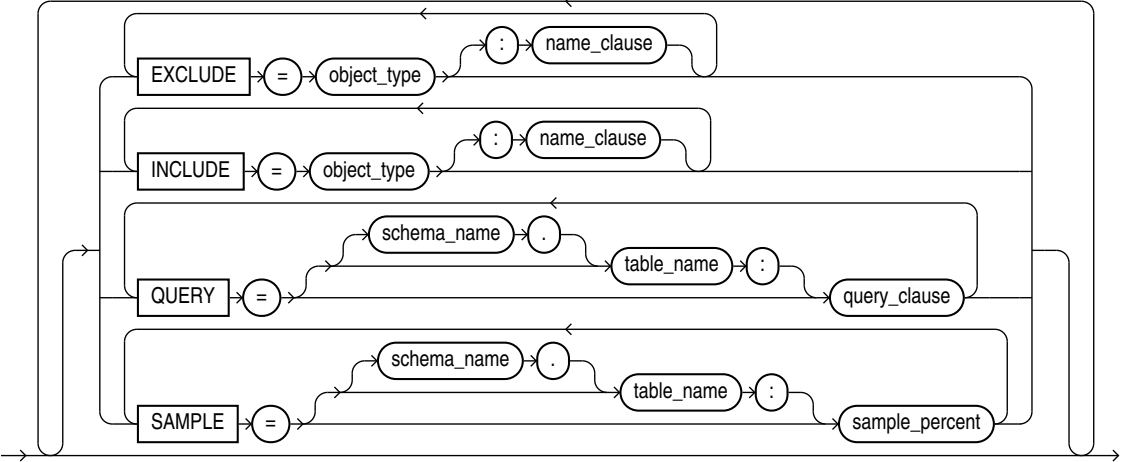 : name_clause
EXCLUDE = object_type
: name_clause
INCLUDE = object_type
schema_name .
table_name :
QUERY = query_clause
schema_name .
table_name :
SAMPLE = sample_percent